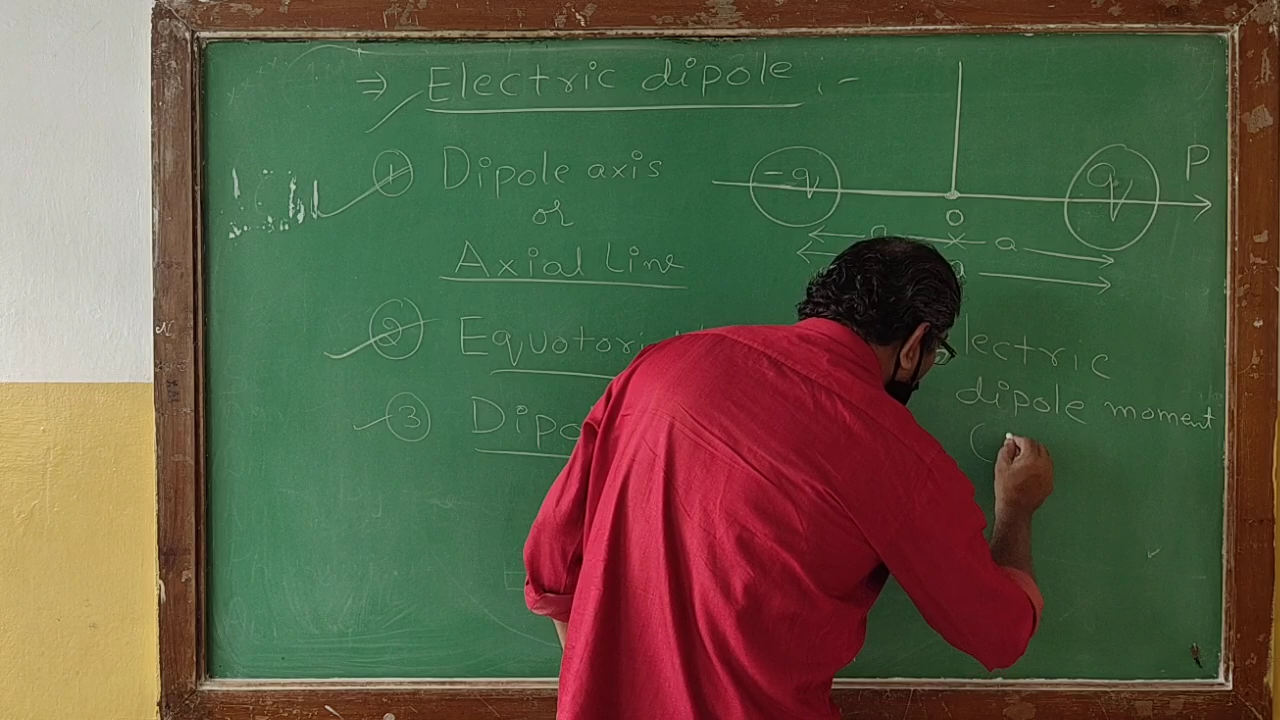 ⇒ Electric dipole :-
① Dipole axis
or
Axial Line
② Equotori
③ Dipo
-q
q
P
o
a
a
a
lectric
dipole moment
(